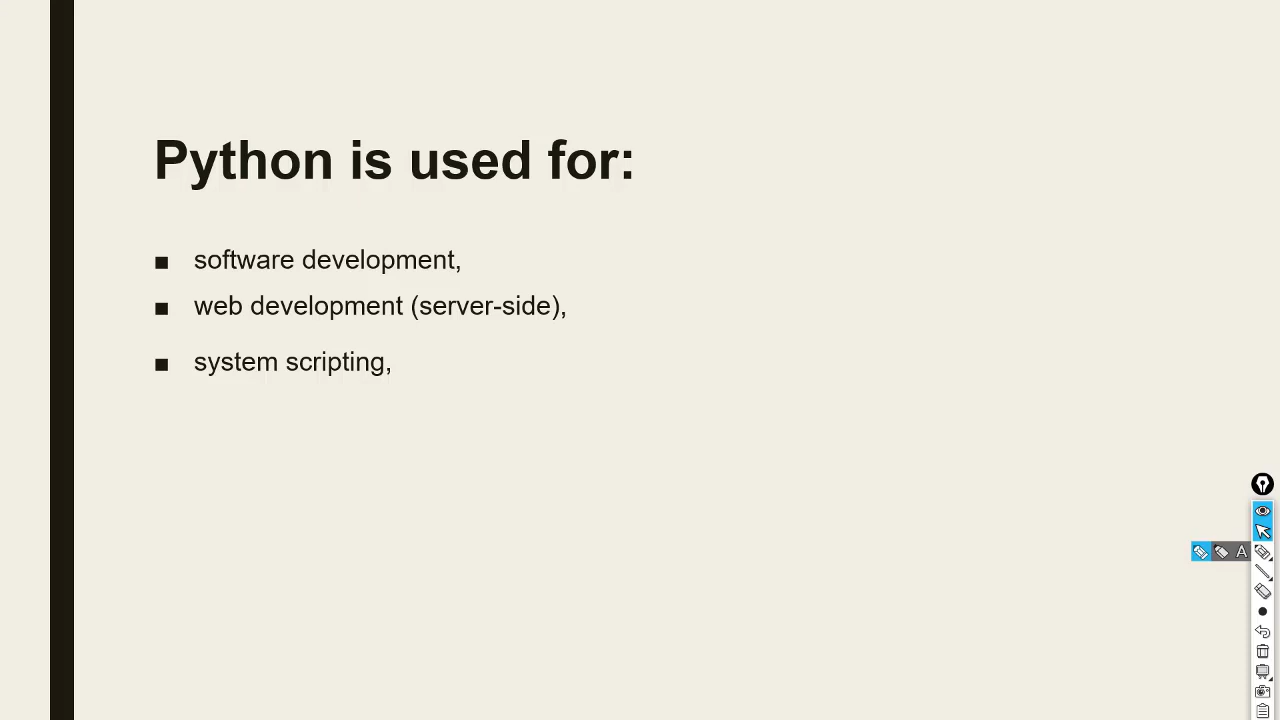 Python is used for:
■ software development,
■ web development (server-side),
■ system scripting,
A